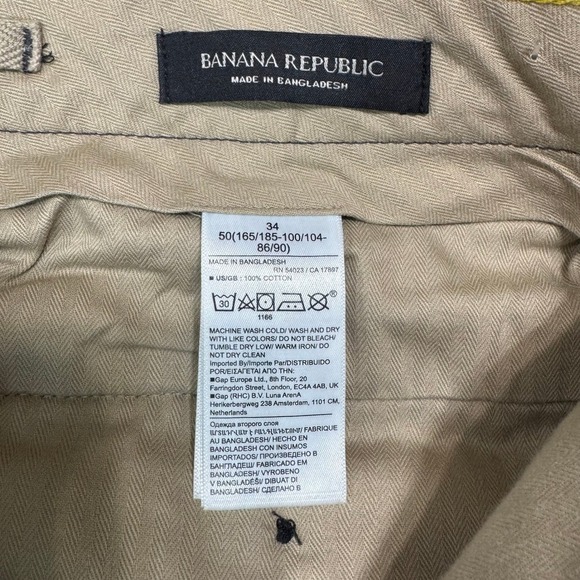 BANANA REPUBLIC
MADE IN BANGLADESH
34
50(165/185-100/104-
86/90)
MADE IN BANGLADESH
RN 54023 / CA 17897
■ US/GB : 100% COTTON
30
1166
MACHINE WASH COLD/ WASH AND DRY
WITH LIKE COLORS/ DO NOT BLEACH/
TUMBLE DRY LOW/ WARM IRON/ DO
NOT DRY CLEAN
Imported By/Importe Par/DISTRIBUIDO
POR/ΕΙΣΑΓΕΤΑΙ ΑΠΟ
■Gap Europe Ltd., 8th Floor, 20
Farringdon Street, London, EC4A 4AB, UK
■Gap (RHC) B.V. Luna ArenA
Herikerbergweg 238 Amsterdam, 1101 CM,
Netherlands
Одежда второго слоя
FABRIQUE
AU BANGLADESH/ HECHO EN
BANGLADESH CON INSUMOS
IMPORTADOS/ ПРОИЗВЕДЕНО В
БАНГЛАДЕШ/ FABRICADO EM
BANGLADESH/ VYROBENO
V BANGLADÉŠI/ DIBUAT DI
BANGLADESH/ СДЕЛАНО В